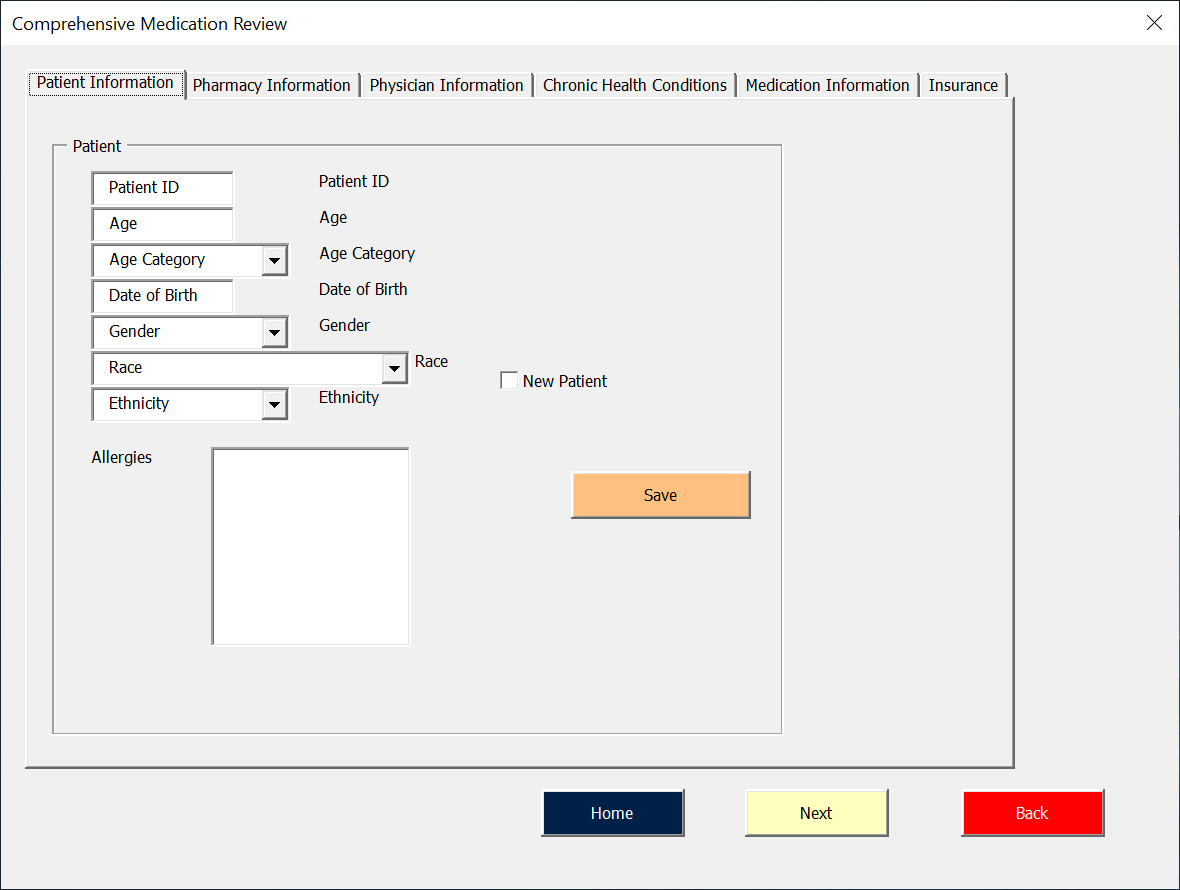 Comprehensive Medication Review
Patient Information Pharmacy Information Physician Information Chronic Health Conditions Medication Information Insurance
Patient
Patient ID Patient ID
Age Age
Age Category Age Category
Date of Birth Date of Birth
Gender Gender
Race Race
New Patient
Ethnicity Ethnicity
Allergies
Save
Home Next Back